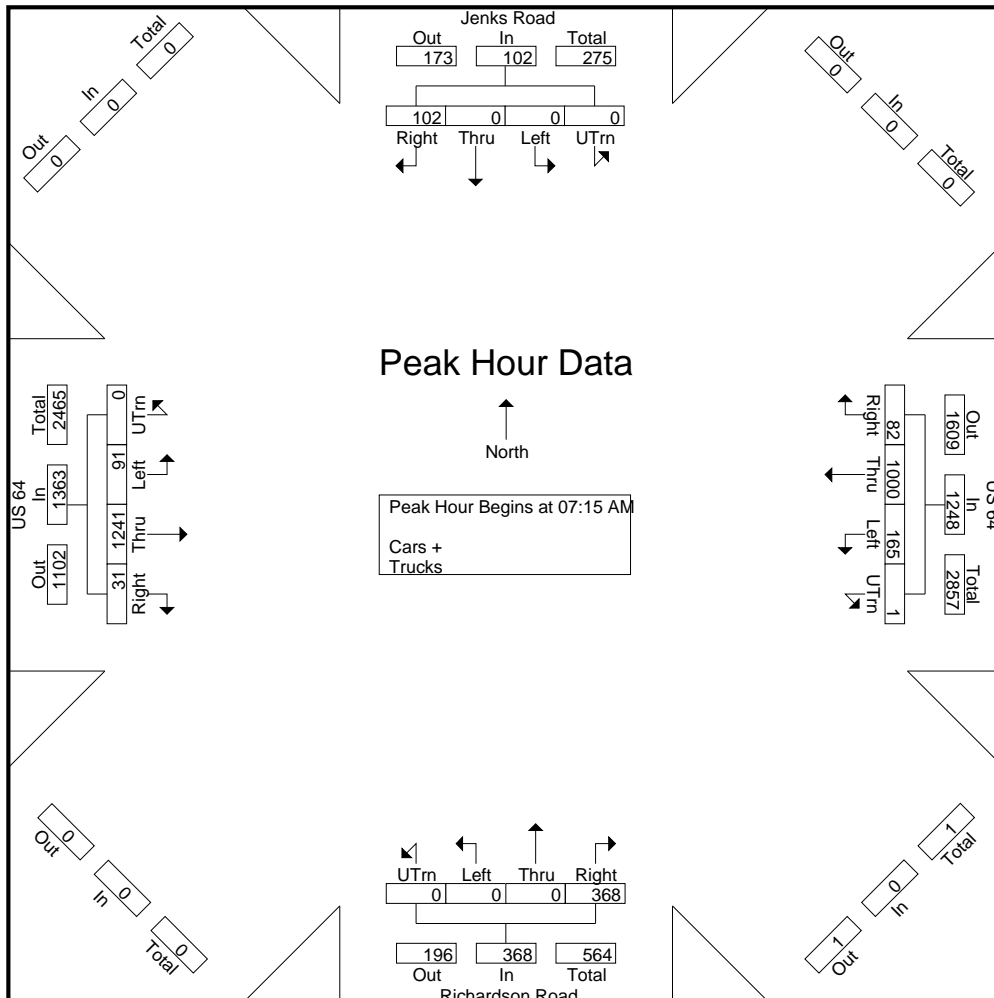 Jenks Road
Out In Total
173 102 275
102 0 0 0
Right Thru Left UTrn
Total 0
In 0
Out 0
Out 0
In 0
Total 0
Peak Hour Data
North
Peak Hour Begins at 07:15 AM
Cars +
Trucks
US 64
Total In Out
2465 1363 1102
0 91 1241 31
UTrn Left Thru Right
US 64
Out In Total
1609 1248 2857
82 1000 165 1
Right Thru Left UTrn
0 Out
0 In
0 Total
1 Total
0 In
1 Out
UTrn Left Thru Right
0 0 0 368
196 368 564
Out In Total
Richardson Road